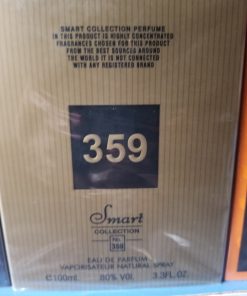 SMART COLLECTION PERFUME
IN THIS PRODUCT IS HIGHLY CONCENTRATED
FRAGRANCES CHOSEN FOR THIS PRODUCT
FROM THE BEST SOURCES AROUND
THE WORLD IT IS NOT CONNECTED
WITH ANY REGISTERED BRAND
359
Smart
COLLECTION
No.
359
EAU DE PARFUM
VAPORISATEUR NATURAL SPRAY
100ml. 80% VOL 3.3FL.OZ